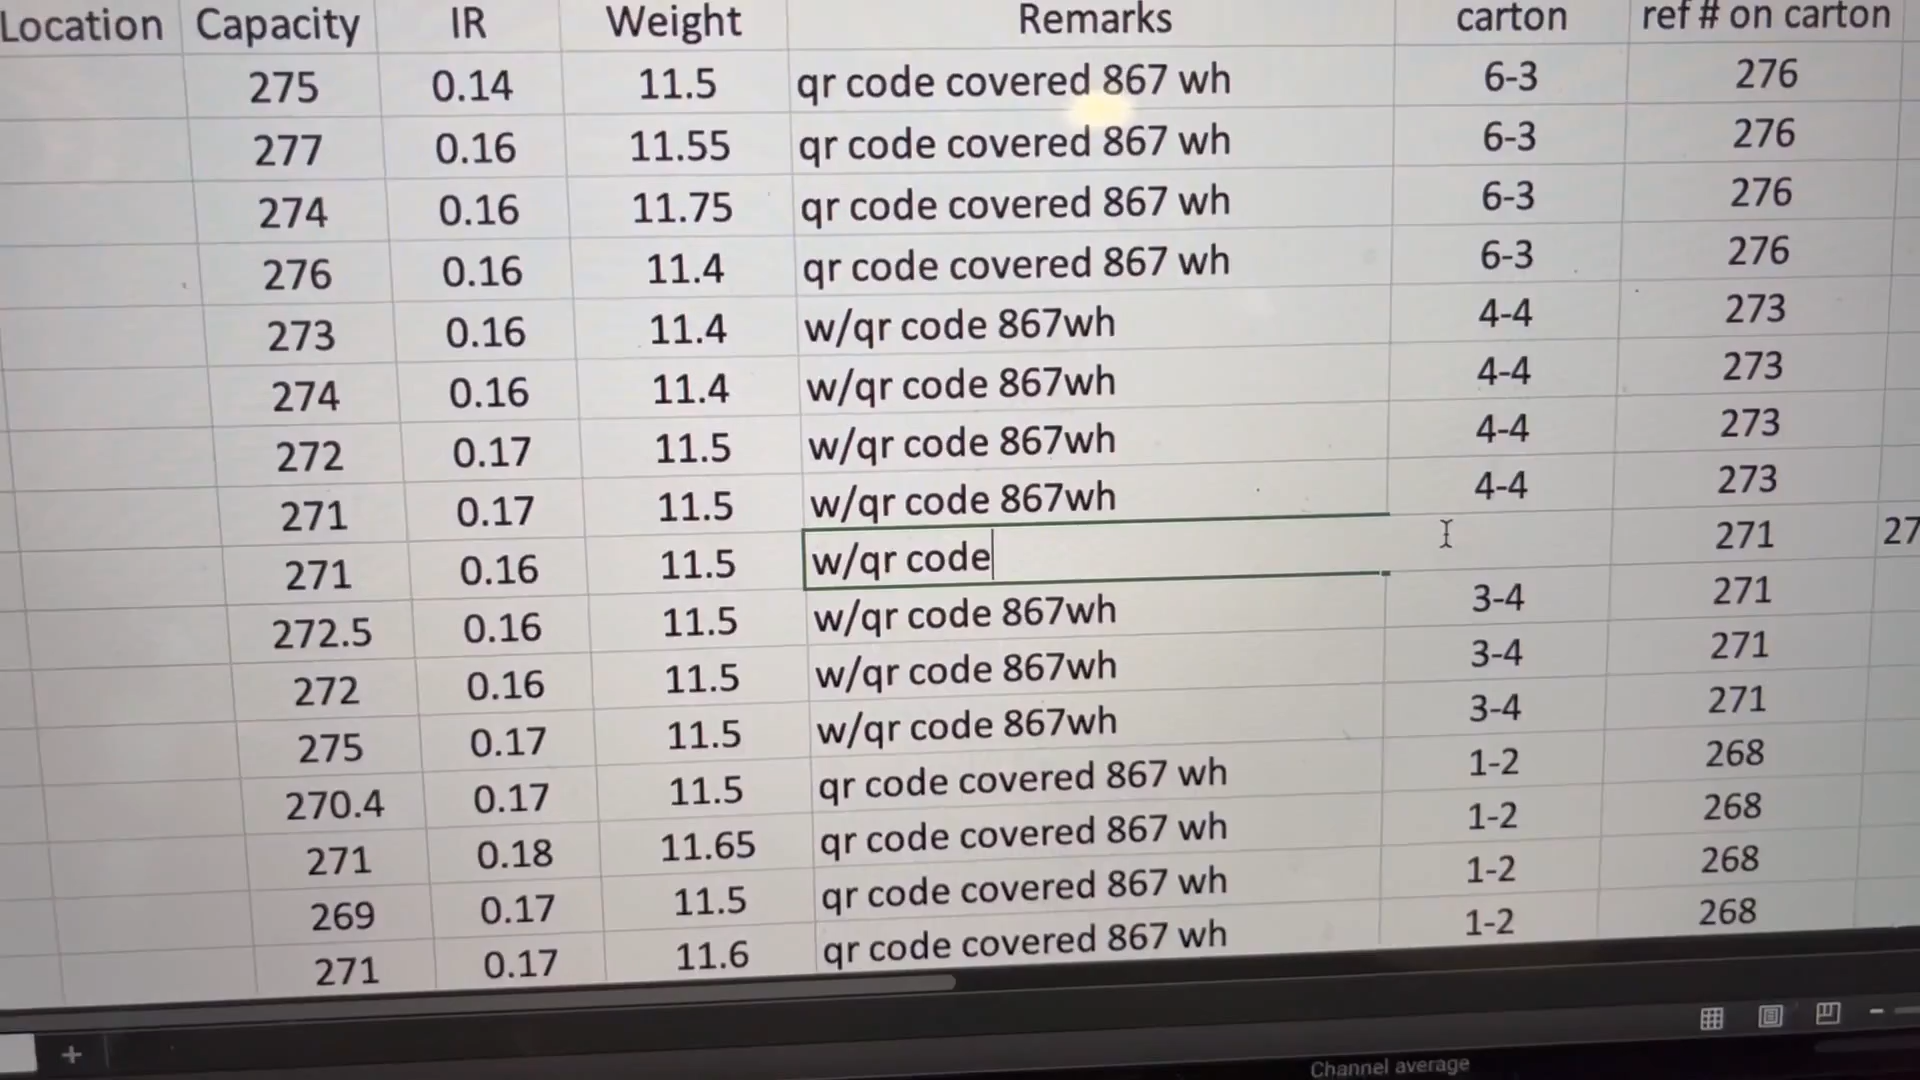 Location Capacity IR Weight Remarks carton ref # on carton
275 0.14 11.5 qr code covered 867 wh 6-3 276
277 0.16 11.55 qr code covered 867 wh 6-3 276
274 0.16 11.75 qr code covered 867 wh 6-3 276
276 0.16 11.4 qr code covered 867 wh 6-3 276
273 0.16 11.4 w/qr code 867wh 4-4 273
274 0.16 11.4 w/qr code 867wh 4-4 273
272 0.17 11.5 w/qr code 867wh 4-4 273
271 0.17 11.5 w/qr code 867wh 4-4 273
271 0.16 11.5 w/qr code 271
272.5 0.16 11.5 w/qr code 867wh 3-4 271
272 0.16 11.5 w/qr code 867wh 3-4 271
275 0.17 11.5 w/qr code 867wh 3-4 271
270.4 0.17 11.5 qr code covered 867 wh 1-2 268
271 0.18 11.65 qr code covered 867 wh 1-2 268
269 0.17 11.5 qr code covered 867 wh 1-2 268
271 0.17 11.6 qr code covered 867 wh 1-2 268
Channel average